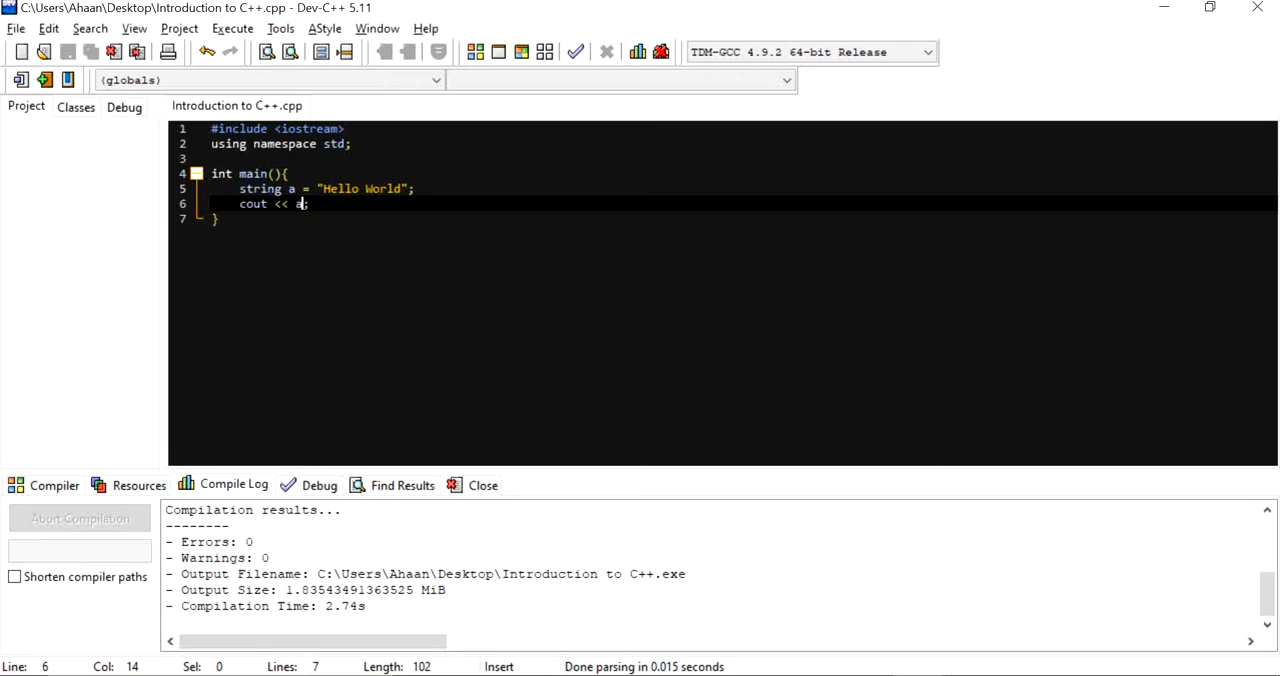 C:\Users\Ahaan\Desktop\Introduction to C++.cpp - Dev-C++ 5.11
File Edit Search View Project Execute Tools AStyle Window Help
TDM-GCC 4.9.2 64-bit Release
(globals)
Project Classes Debug Introduction to C++.cpp
1 #include <iostream>
2 using namespace std;
3
4 int main(){
5 string a = "Hello World";
6 cout << a;
7 }
Compiler Resources Compile Log Debug Find Results Close
Abort Compilation
Shorten compiler paths
Compilation results...
--------
- Errors: 0
- Warnings: 0
- Output Filename: C:\Users\Ahaan\Desktop\Introduction to C++.exe
- Output Size: 1.83543491363525 MiB
- Compilation Time: 2.74s
Line: 6 Col: 14 Sel: 0 Lines: 7 Length: 102 Insert Done parsing in 0.015 seconds